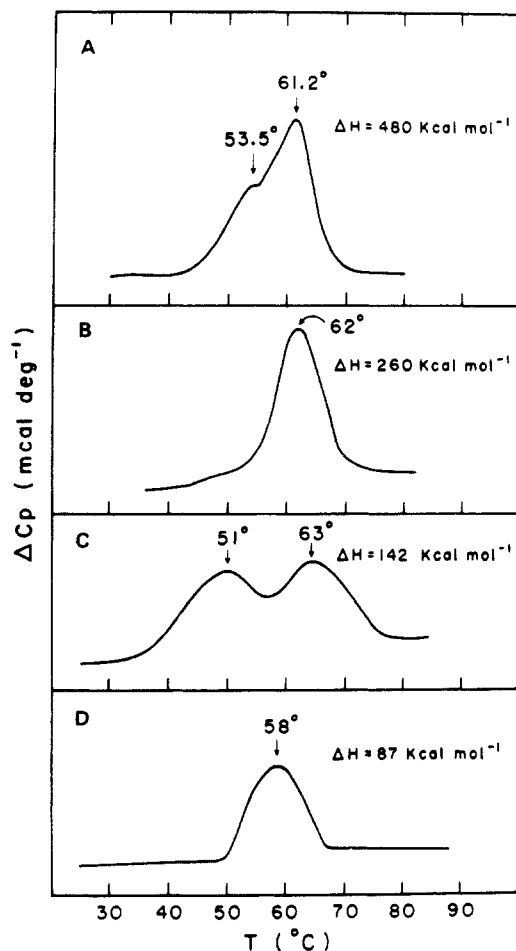 A
61.2°
53.5°
ΔH = 480 Kcal mol⁻¹
B
62°
ΔH = 260 Kcal mol⁻¹
C
51°
63°
ΔH = 142 Kcal mol⁻¹
D
58°
ΔH = 87 Kcal mol⁻¹
ΔCp (mcal deg⁻¹)
30 40 50 60 70 80 90
T (°C)